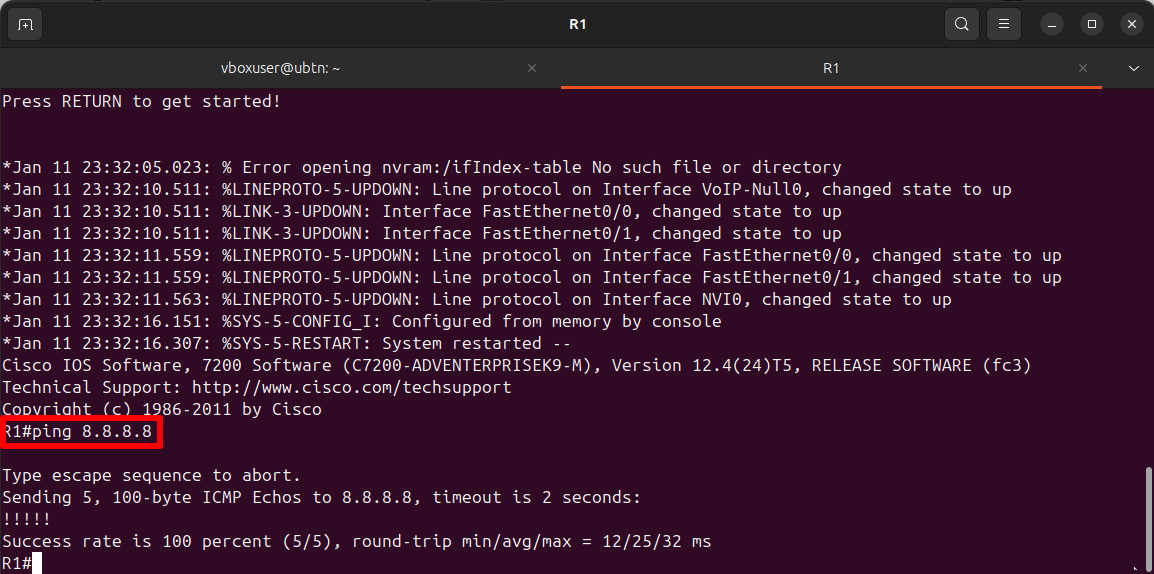 R1
vboxuser@ubtn: ~
R1
Press RETURN to get started!
*Jan 11 23:32:05.023: % Error opening nvram:/ifIndex-table No such file or directory
*Jan 11 23:32:10.511: %LINEPROTO-5-UPDOWN: Line protocol on Interface VoIP-Null0, changed state to up
*Jan 11 23:32:10.511: %LINK-3-UPDOWN: Interface FastEthernet0/0, changed state to up
*Jan 11 23:32:10.511: %LINK-3-UPDOWN: Interface FastEthernet0/1, changed state to up
*Jan 11 23:32:11.559: %LINEPROTO-5-UPDOWN: Line protocol on Interface FastEthernet0/0, changed state to up
*Jan 11 23:32:11.559: %LINEPROTO-5-UPDOWN: Line protocol on Interface FastEthernet0/1, changed state to up
*Jan 11 23:32:11.563: %LINEPROTO-5-UPDOWN: Line protocol on Interface NVI0, changed state to up
*Jan 11 23:32:16.151: %SYS-5-CONFIG_I: Configured from memory by console
*Jan 11 23:32:16.307: %SYS-5-RESTART: System restarted --
Cisco IOS Software, 7200 Software (C7200-ADVENTERPRISEK9-M), Version 12.4(24)T5, RELEASE SOFTWARE (fc3)
Technical Support: http://www.cisco.com/techsupport
Copyright (c) 1986-2011 by Cisco
R1#ping 8.8.8.8
Type escape sequence to abort.
Sending 5, 100-byte ICMP Echos to 8.8.8.8, timeout is 2 seconds:
!!!!!
Success rate is 100 percent (5/5), round-trip min/avg/max = 12/25/32 ms
R1#